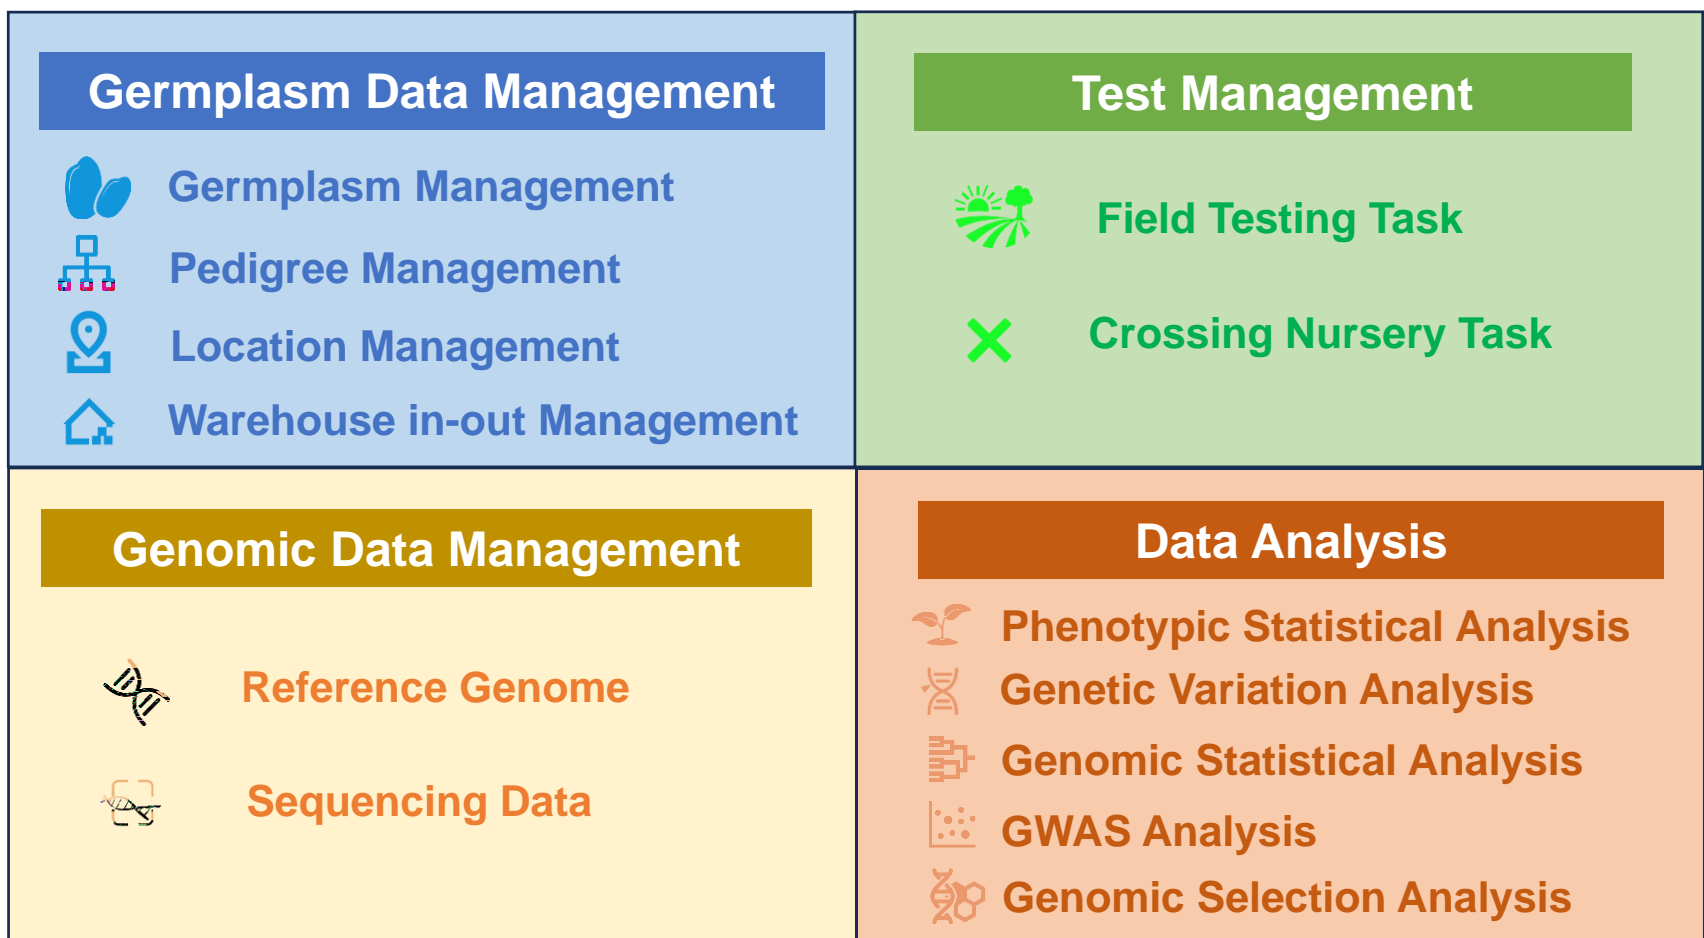 Germplasm Data Management
Germplasm Management
Pedigree Management
Location Management
Warehouse in-out Management
Test Management
Field Testing Task
Crossing Nursery Task
Genomic Data Management
Reference Genome
Sequencing Data
Data Analysis
Phenotypic Statistical Analysis
Genetic Variation Analysis
Genomic Statistical Analysis
GWAS Analysis
Genomic Selection Analysis